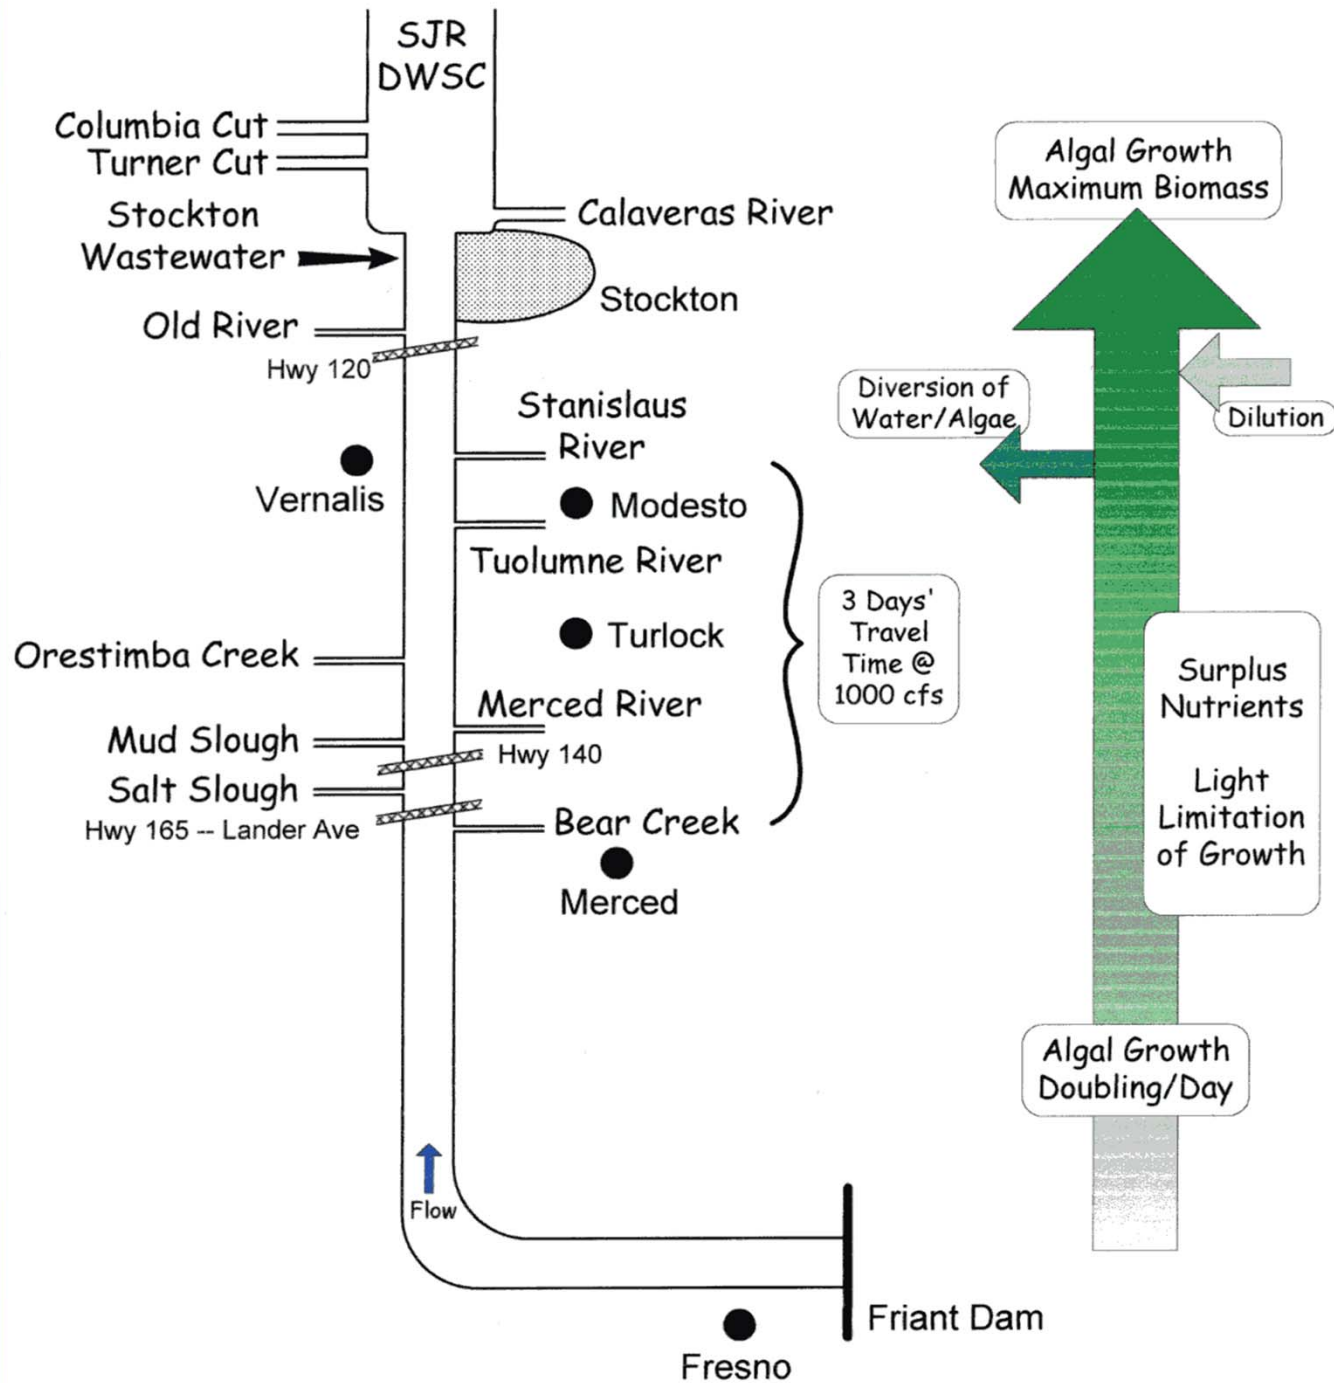 SJR
DWSC
Columbia Cut
Turner Cut
Stockton
Wastewater
Calaveras River
Stockton
Old River
Hwy 120
Stanislaus
River
Vernalis
Modesto
Tuolumne River
Turlock
Orestimba Creek
Merced River
Mud Slough
Hwy 140
Salt Slough
Hwy 165 -- Lander Ave
Bear Creek
Merced
3 Days'
Travel
Time @
1000 cfs
Flow
Friant Dam
Fresno
Algal Growth
Maximum Biomass
Diversion of
Water/Algae
Dilution
Surplus
Nutrients
Light
Limitation
of Growth
Algal Growth
Doubling/Day